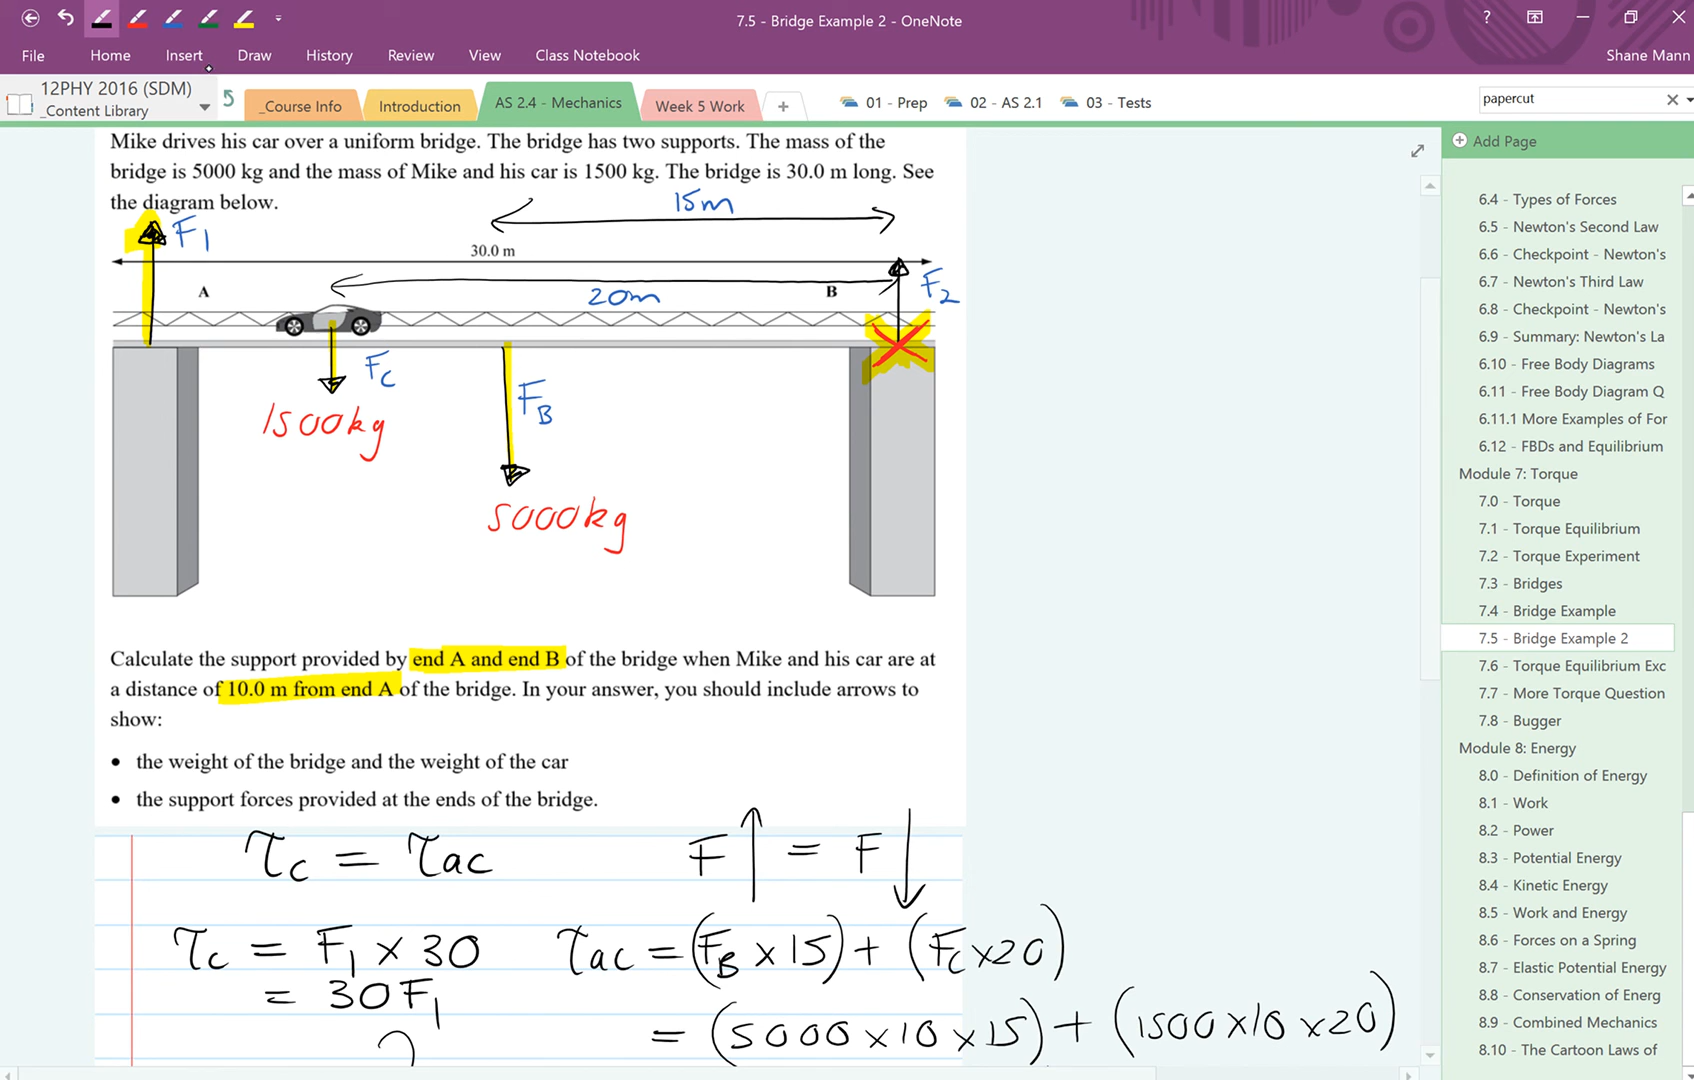 7.5 - Bridge Example 2 - OneNote
?
File Home Insert Draw History Review View Class Notebook
Shane Mann
12PHY 2016 (SDM)
_Content Library
_Course Info Introduction AS 2.4 - Mechanics Week 5 Work + 01 - Prep 02 - AS 2.1 03 - Tests
papercut
Mike drives his car over a uniform bridge. The bridge has two supports. The mass of the
bridge is 5000 kg and the mass of Mike and his car is 1500 kg. The bridge is 30.0 m long. See
the diagram below.
15m
F1
30.0 m
A
20m
B
F2
Fc
FB
1500kg
5000kg
Calculate the support provided by end A and end B of the bridge when Mike and his car are at
a distance of 10.0 m from end A of the bridge. In your answer, you should include arrows to
show:
• the weight of the bridge and the weight of the car
• the support forces provided at the ends of the bridge.
τc = τac F↑ = F↓
τc = F1 × 30 τac = (FB × 15) + (Fc × 20)
= 30F1
= (5000 × 10 × 15) + (1500 × 10 × 20)
Add Page
6.4 - Types of Forces
6.5 - Newton's Second Law
6.6 - Checkpoint - Newton's
6.7 - Newton's Third Law
6.8 - Checkpoint - Newton's
6.9 - Summary: Newton's La
6.10 - Free Body Diagrams
6.11 - Free Body Diagram Q
6.11.1 More Examples of For
6.12 - FBDs and Equilibrium
Module 7: Torque
7.0 - Torque
7.1 - Torque Equilibrium
7.2 - Torque Experiment
7.3 - Bridges
7.4 - Bridge Example
7.5 - Bridge Example 2
7.6 - Torque Equilibrium Exc
7.7 - More Torque Question
7.8 - Bugger
Module 8: Energy
8.0 - Definition of Energy
8.1 - Work
8.2 - Power
8.3 - Potential Energy
8.4 - Kinetic Energy
8.5 - Work and Energy
8.6 - Forces on a Spring
8.7 - Elastic Potential Energy
8.8 - Conservation of Energ
8.9 - Combined Mechanics
8.10 - The Cartoon Laws of